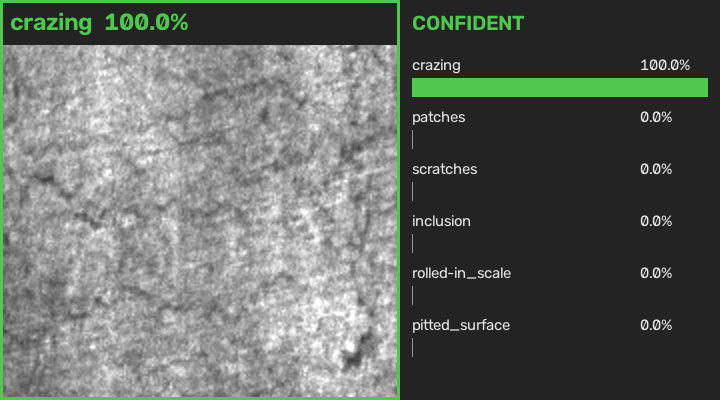 crazing 100.0%
CONFIDENT
crazing 100.0%
patches 0.0%
scratches 0.0%
inclusion 0.0%
rolled-in_scale 0.0%
pitted_surface 0.0%